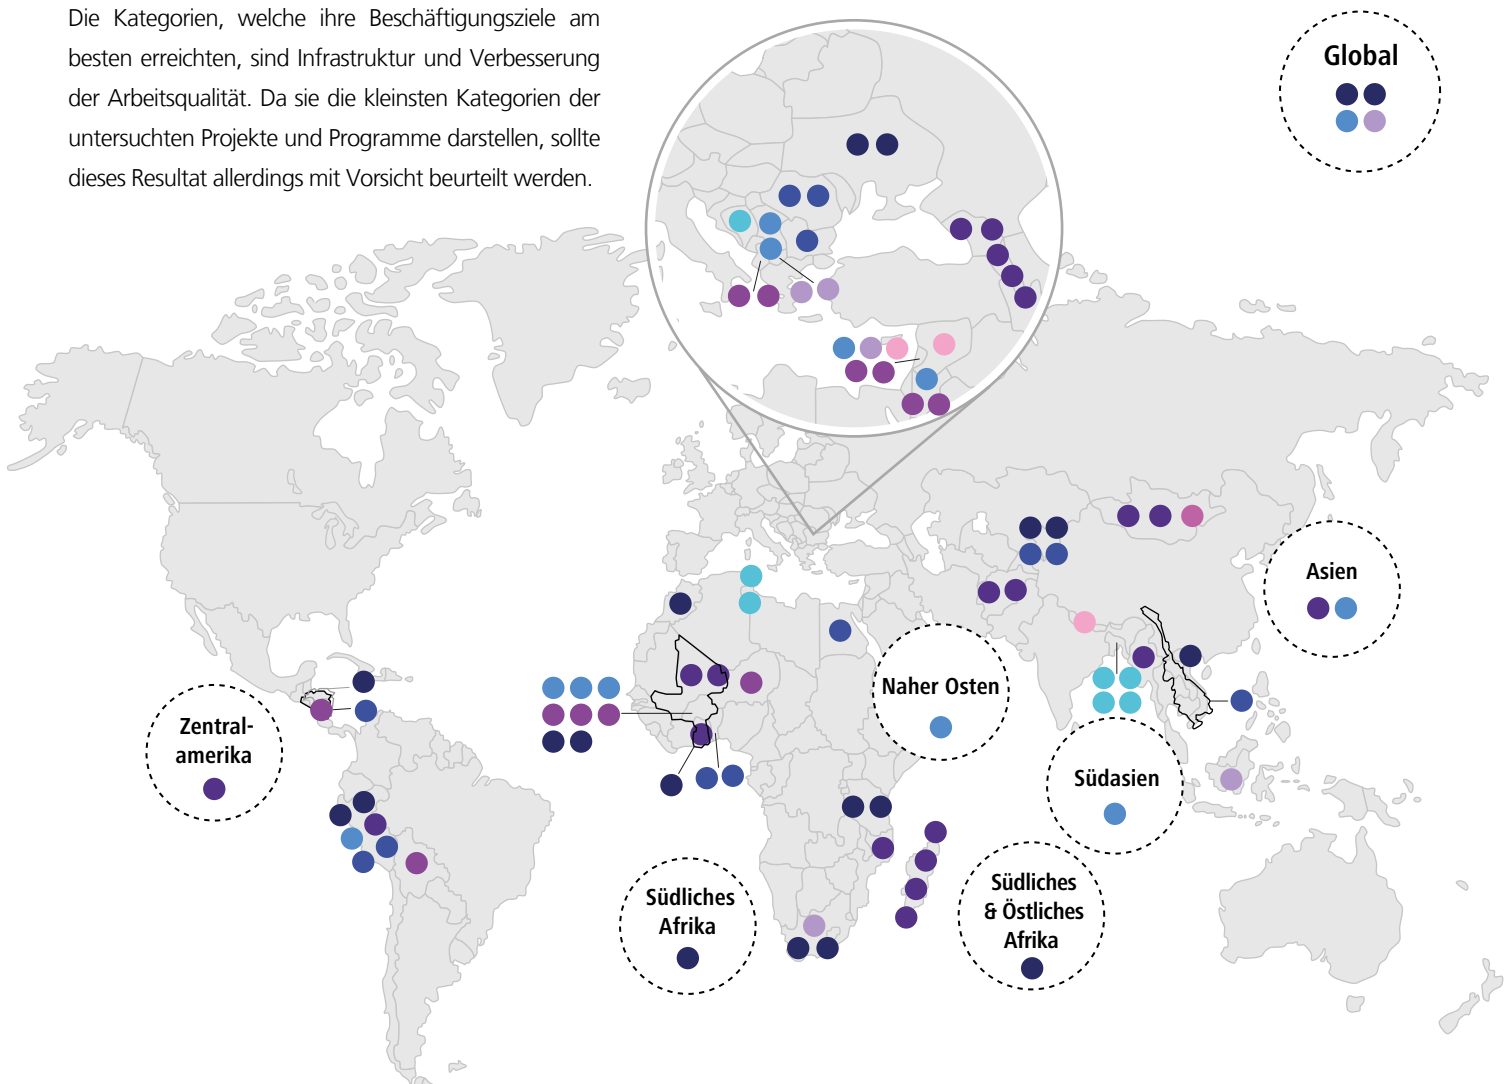 Die Kategorien, welche ihre Beschäftigungsziele am
besten erreichten, sind Infrastruktur und Verbesserung
der Arbeitsqualität. Da sie die kleinsten Kategorien der
untersuchten Projekte und Programme darstellen, sollte
dieses Resultat allerdings mit Vorsicht beurteilt werden.
Global
Asien
Naher Osten
Zentral-
amerika
Südasien
Südliches
Afrika
Südliches
& Östliches
Afrika